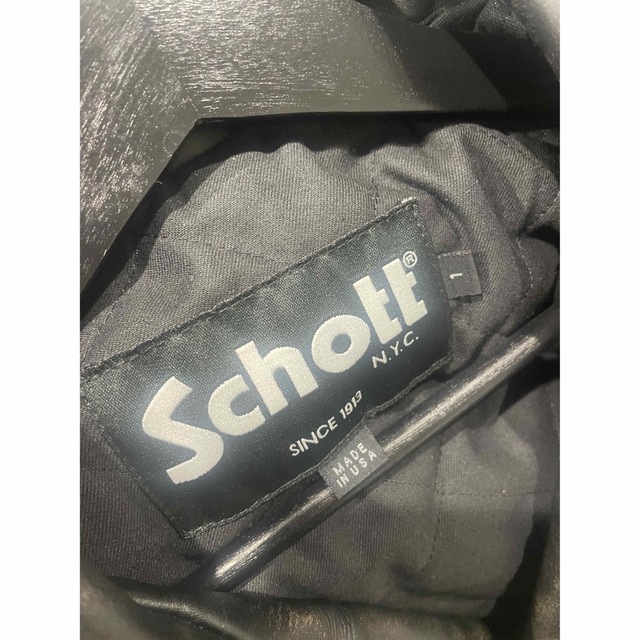 Schott®
N.Y.C.
SINCE 1913
MADE
IN USA
1